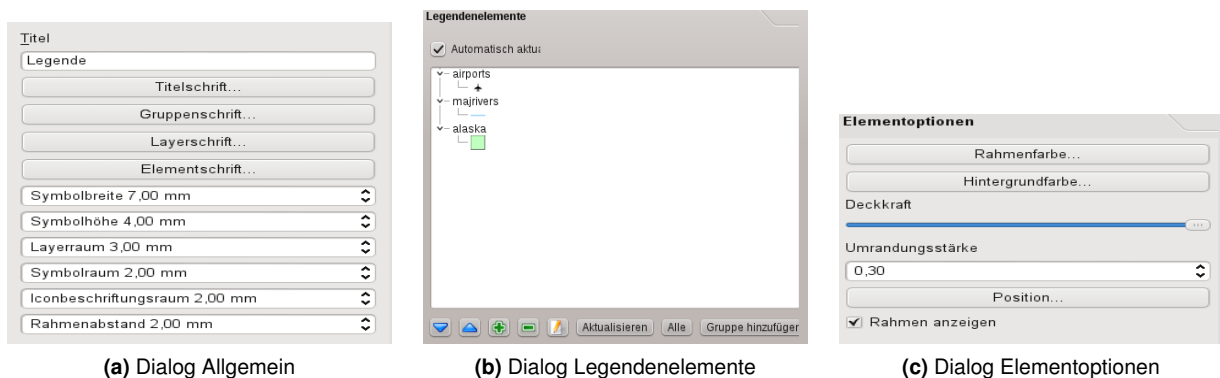 Titel
Legende
Titelschrift...
Gruppenschrift...
Layerschrift...
Elementschrift...
Symbolbreite 7,00 mm
Symbolhöhe 4,00 mm
Layerraum 3,00 mm
Symbolraum 2,00 mm
Iconbeschriftungsraum 2,00 mm
Rahmenabstand 2,00 mm
(a) Dialog Allgemein
Legendenelemente
Automatisch aktu
airports
majrivers
alaska
Aktualisieren Alle Gruppe hinzufüger
(b) Dialog Legendenelemente
Elementoptionen
Rahmenfarbe...
Hintergrundfarbe...
Deckkraft
Umrandungsstärke
0,30
Position...
Rahmen anzeigen
(c) Dialog Elementoptionen